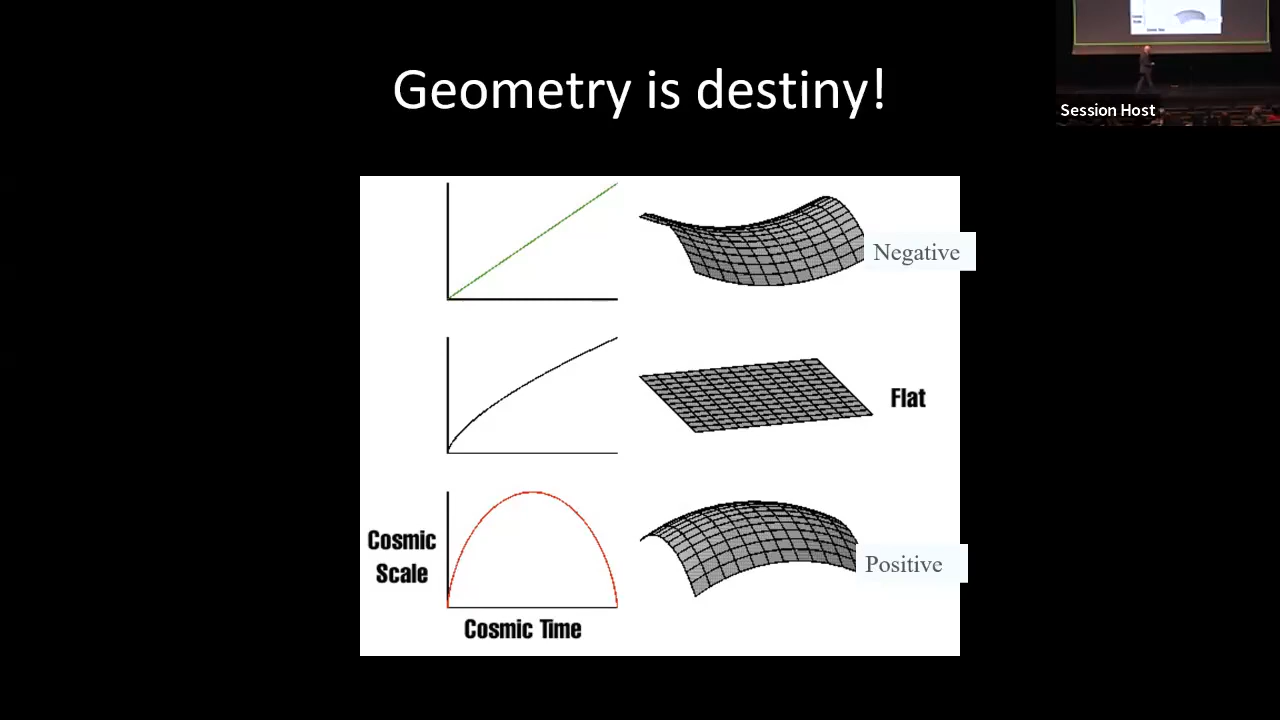 Geometry is destiny!
Session Host
Negative
Flat
Cosmic
Scale
Cosmic Time
Positive